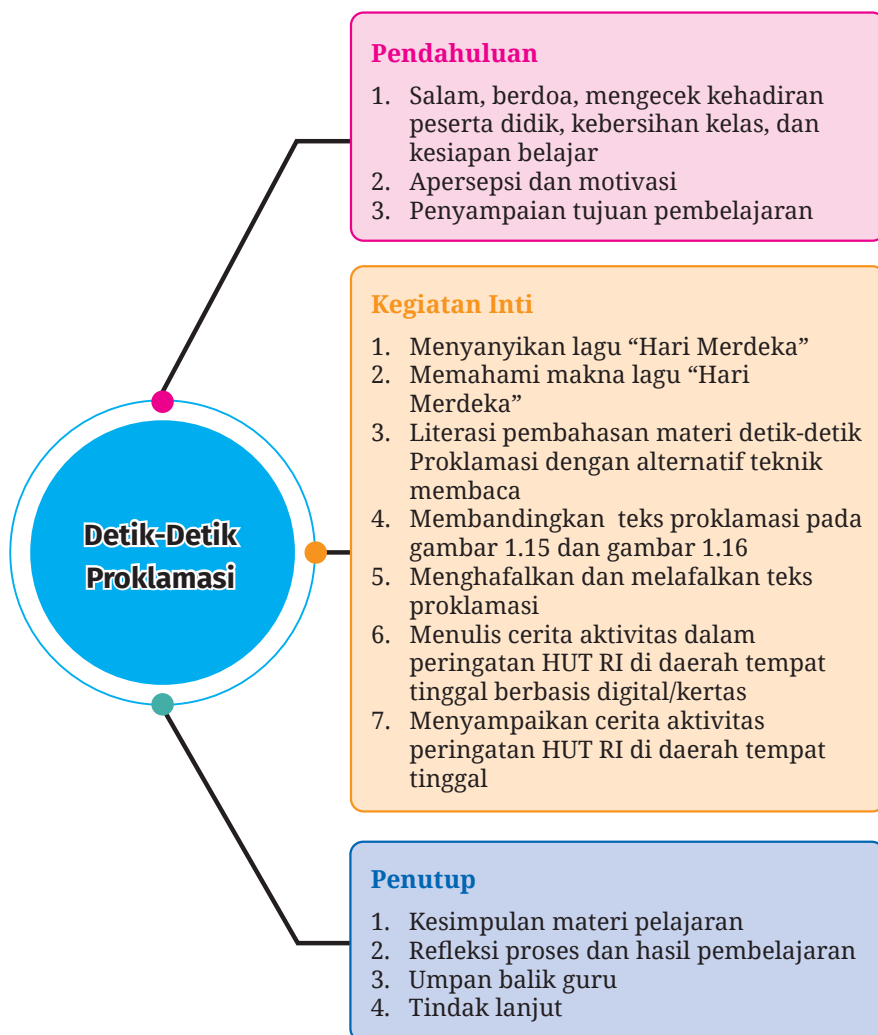 Pendahuluan
1. Salam, berdoa, mengecek kehadiran
peserta didik, kebersihan kelas, dan
kesiapan belajar
2. Apersepsi dan motivasi
3. Penyampaian tujuan pembelajaran
Kegiatan Inti
1. Menyanyikan lagu “Hari Merdeka”
2. Memahami makna lagu “Hari
Merdeka”
3. Literasi pembahasan materi detik-detik
Proklamasi dengan alternatif teknik
membaca
4. Membandingkan teks proklamasi pada
gambar 1.15 dan gambar 1.16
5. Menghafalkan dan melafalkan teks
proklamasi
6. Menulis cerita aktivitas dalam
peringatan HUT RI di daerah tempat
tinggal berbasis digital/kertas
7. Menyampaikan cerita aktivitas
peringatan HUT RI di daerah tempat
tinggal
Detik-Detik
Proklamasi
Penutup
1. Kesimpulan materi pelajaran
2. Refleksi proses dan hasil pembelajaran
3. Umpan balik guru
4. Tindak lanjut